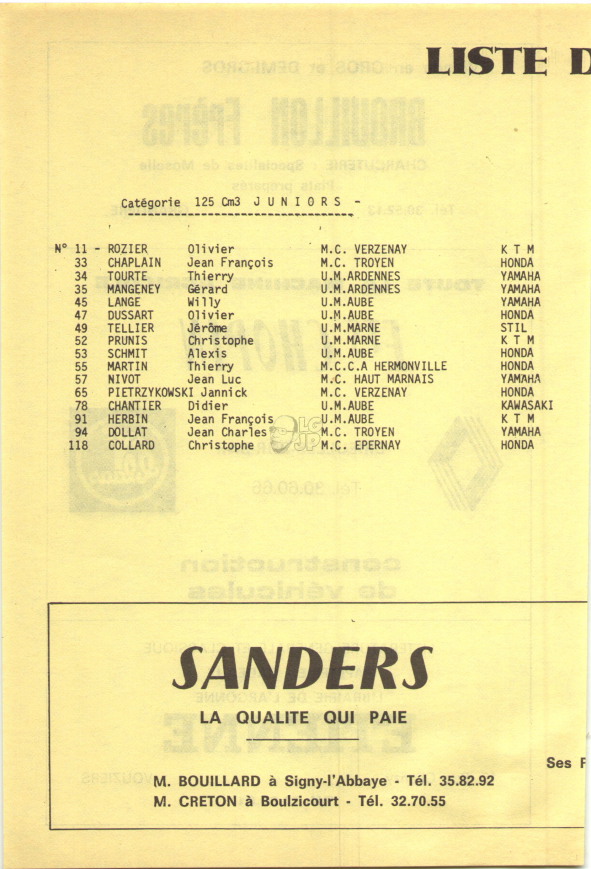 LISTE D
Catégorie 125 Cm3 J U N I O R S -
N° 11 - ROZIER Olivier M.C. VERZENAY K T M
33 CHAPLAIN Jean François M.C. TROYEN HONDA
34 TOURTE Thierry U.M.ARDENNES YAMAHA
35 MANGENEY Gérard U.M.ARDENNES YAMAHA
45 LANGE Willy U.M.AUBE YAMAHA
47 DUSSART Olivier U.M.AUBE HONDA
49 TELLIER Jérôme U.M.MARNE STIL
52 PRUNIS Christophe U.M.MARNE K T M
53 SCHMIT Alexis U.M.AUBE HONDA
55 MARTIN Thierry M.C.C.A HERMONVILLE HONDA
57 NIVOT Jean Luc M.C. HAUT MARNAIS YAMAHA
65 PIETRZYKOWSKI Jannick M.C. VERZENAY HONDA
78 CHANTIER Didier U.M.AUBE KAWASAKI
91 HERBIN Jean François U.M.AUBE K T M
94 DOLLAT Jean Charles M.C. TROYEN YAMAHA
118 COLLARD Christophe M.C. EPERNAY HONDA
LG
JP
SANDERS
LA QUALITE QUI PAIE
Ses F
M. BOUILLARD à Signy-l'Abbaye - Tél. 35.82.92
M. CRETON à Boulzicourt - Tél. 32.70.55